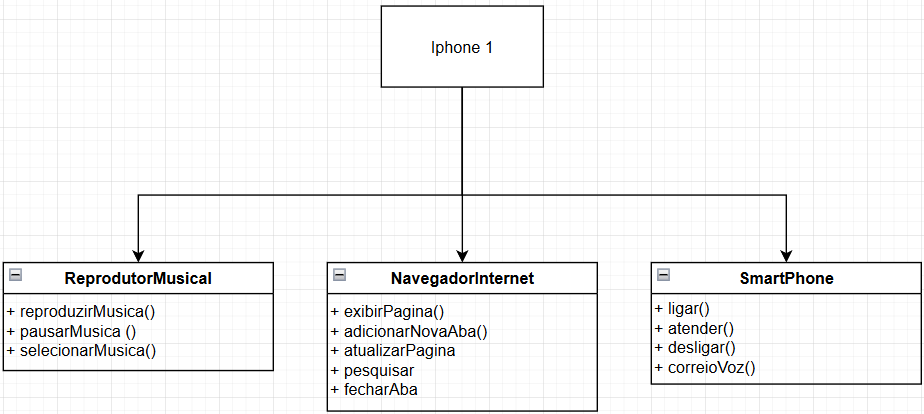 Iphone 1
ReprodutorMusical
+ reproduzirMusica()
+ pausarMusica ()
+ selecionarMusica()
NavegadorInternet
+ exibirPagina()
+ adicionarNovaAba()
+ atualizarPagina
+ pesquisar
+ fecharAba
SmartPhone
+ ligar()
+ atender()
+ desligar()
+ correioVoz()